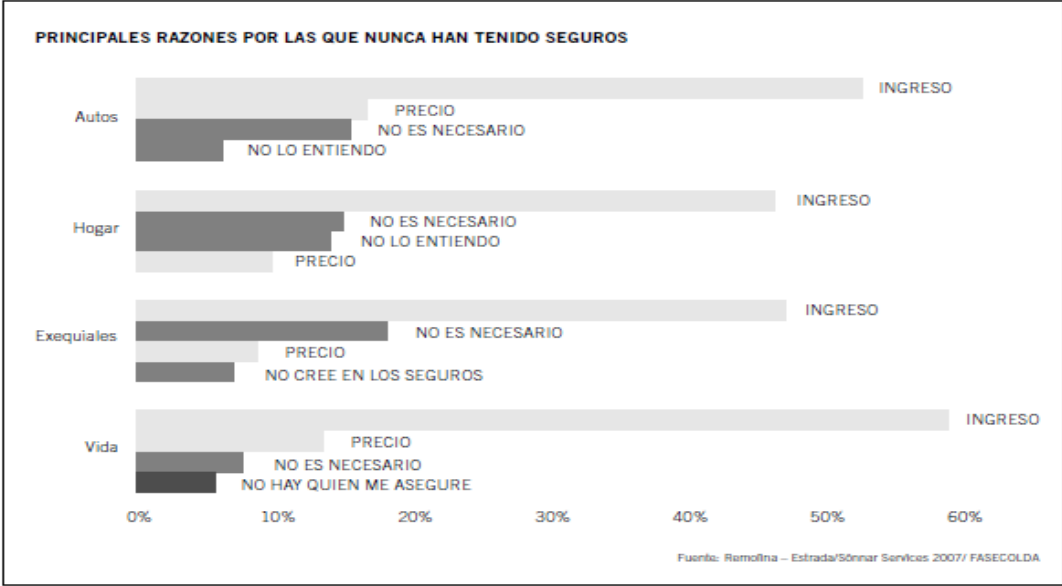 PRINCIPALES RAZONES POR LAS QUE NUNCA HAN TENIDO SEGUROS
INGRESO
PRECIO
Autos
NO ES NECESARIO
NO LO ENTIENDO
INGRESO
NO ES NECESARIO
Hogar
NO LO ENTIENDO
PRECIO
INGRESO
NO ES NECESARIO
Exequiales
PRECIO
NO CREE EN LOS SEGUROS
INGRESO
PRECIO
Vida
NO ES NECESARIO
NO HAY QUIEN ME ASEGURE
0% 10% 20% 30% 40% 50% 60%
Fuente: Remolina – Estrada/Sönnar Services 2007/ FASECOLDA